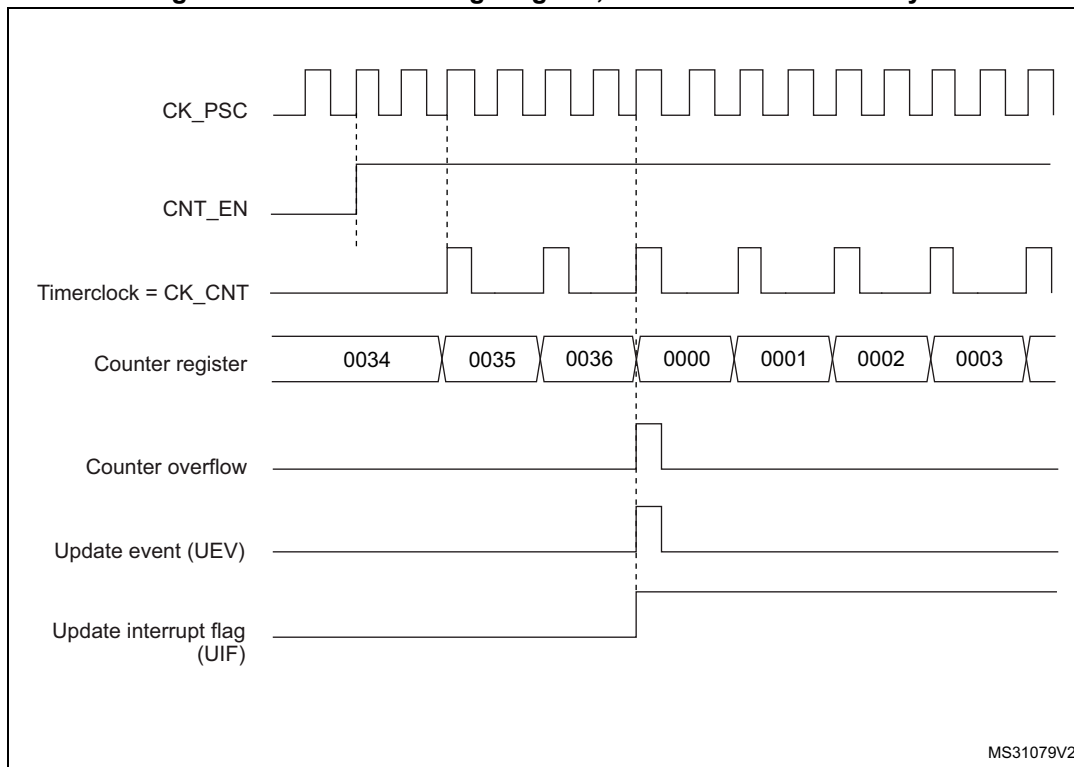 CK_PSC
CNT_EN
Timerclock = CK_CNT
Counter register
0034 0035 0036 0000 0001 0002 0003
Counter overflow
Update event (UEV)
Update interrupt flag
(UIF)
MS31079V2